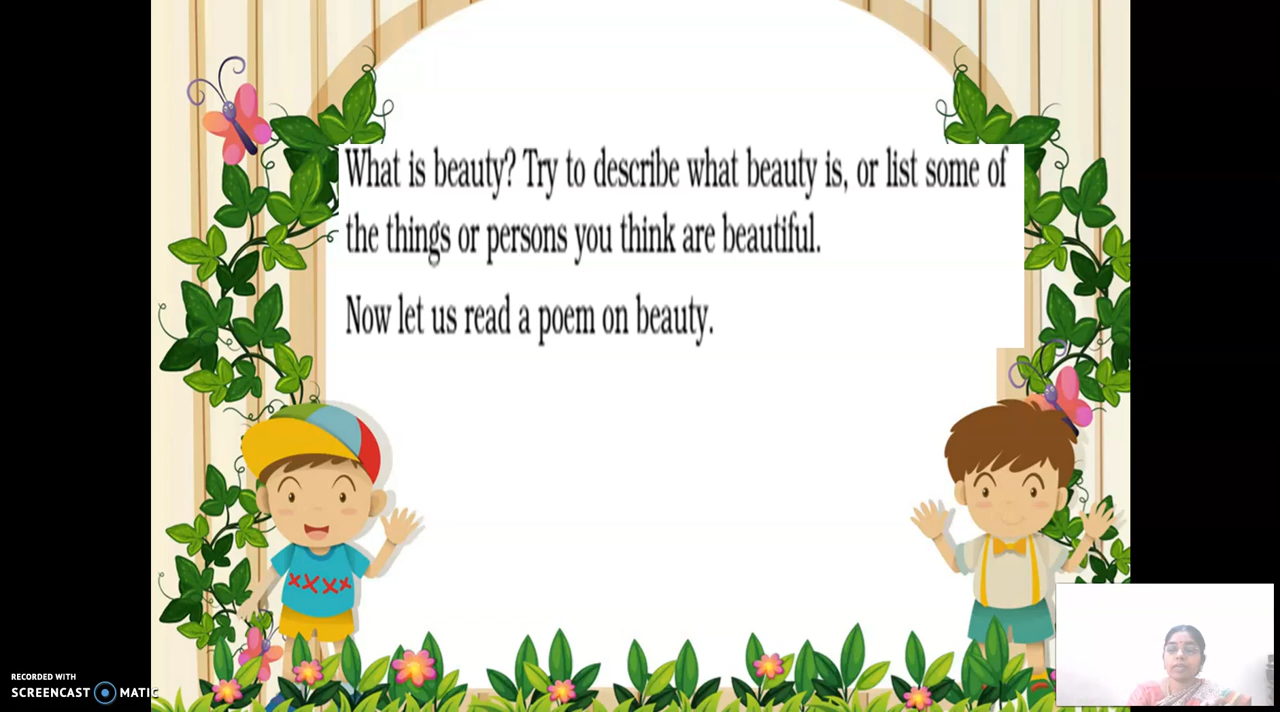 What is beauty? Try to describe what beauty is, or list some of
the things or persons you think are beautiful.
Now let us read a poem on beauty.
RECORDED WITH
SCREENCAST MATIC